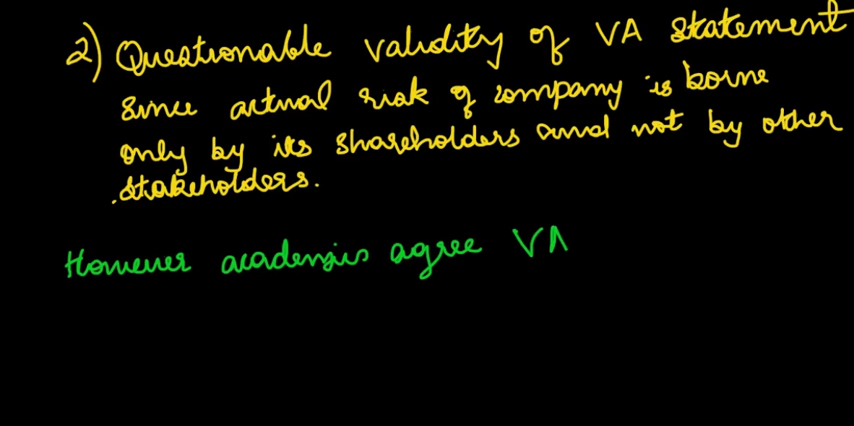 2) Questionable validity of VA statement
since actual risk of company is borne
only by its shareholders and not by other
stakeholders.
However academics agree VA